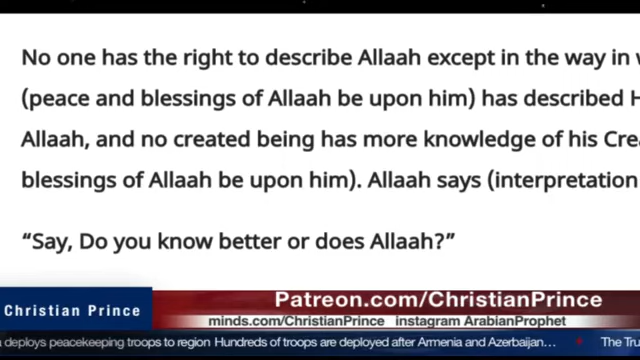 No one has the right to describe Allaah except in the way in
(peace and blessings of Allaah be upon him) has described
Allaah, and no created being has more knowledge of his
blessings of Allaah be upon him). Allaah says (interpretation
“Say, Do you know better or does Allaah?”
Christian Prince
Patreon.com/ChristianPrince
minds.com/ChristianPrince instagram ArabianProphet
deploys peacekeeping troops to region Hundreds of troops are deployed after Armenia and Azerbaijan… The